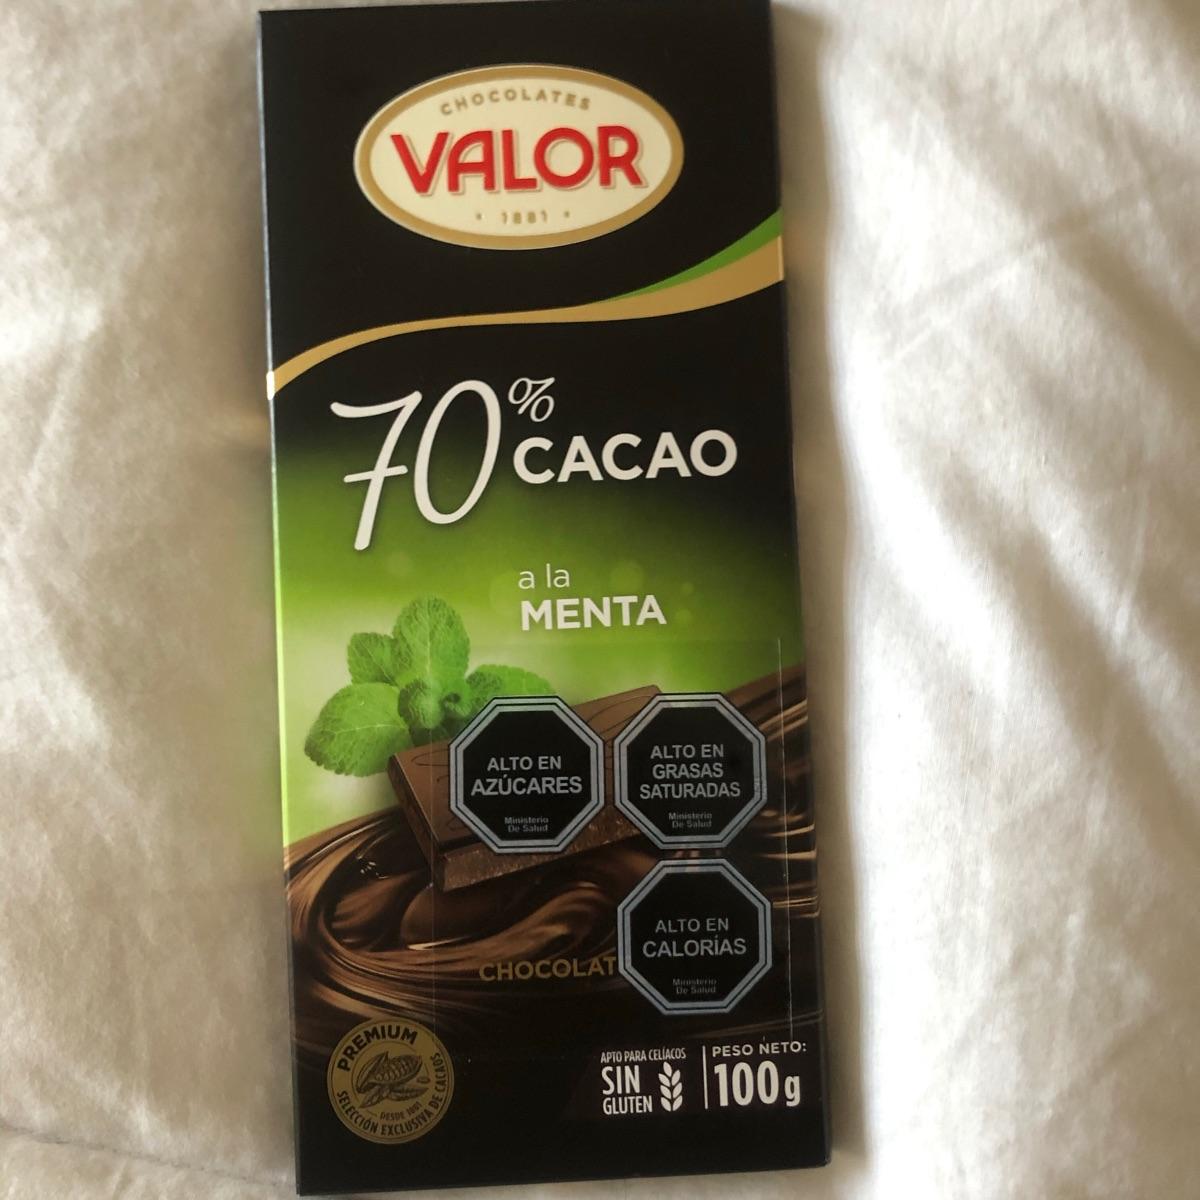 CHOCOLATES
VALOR
1881
70% CACAO
a la
MENTA
ALTO EN
AZÚCARES
Ministerio
De Salud
ALTO EN
GRASAS
SATURADAS
Ministerio
De Salud
ALTO EN
CALORÍAS
Ministerio
De Salud
CHOCOLAT
PREMIUM
DESDE 1881
SELECCIÓN EXCLUSIVA DE CACAOS
APTO PARA CELÍACOS
SIN
GLUTEN
PESO NETO:
100g